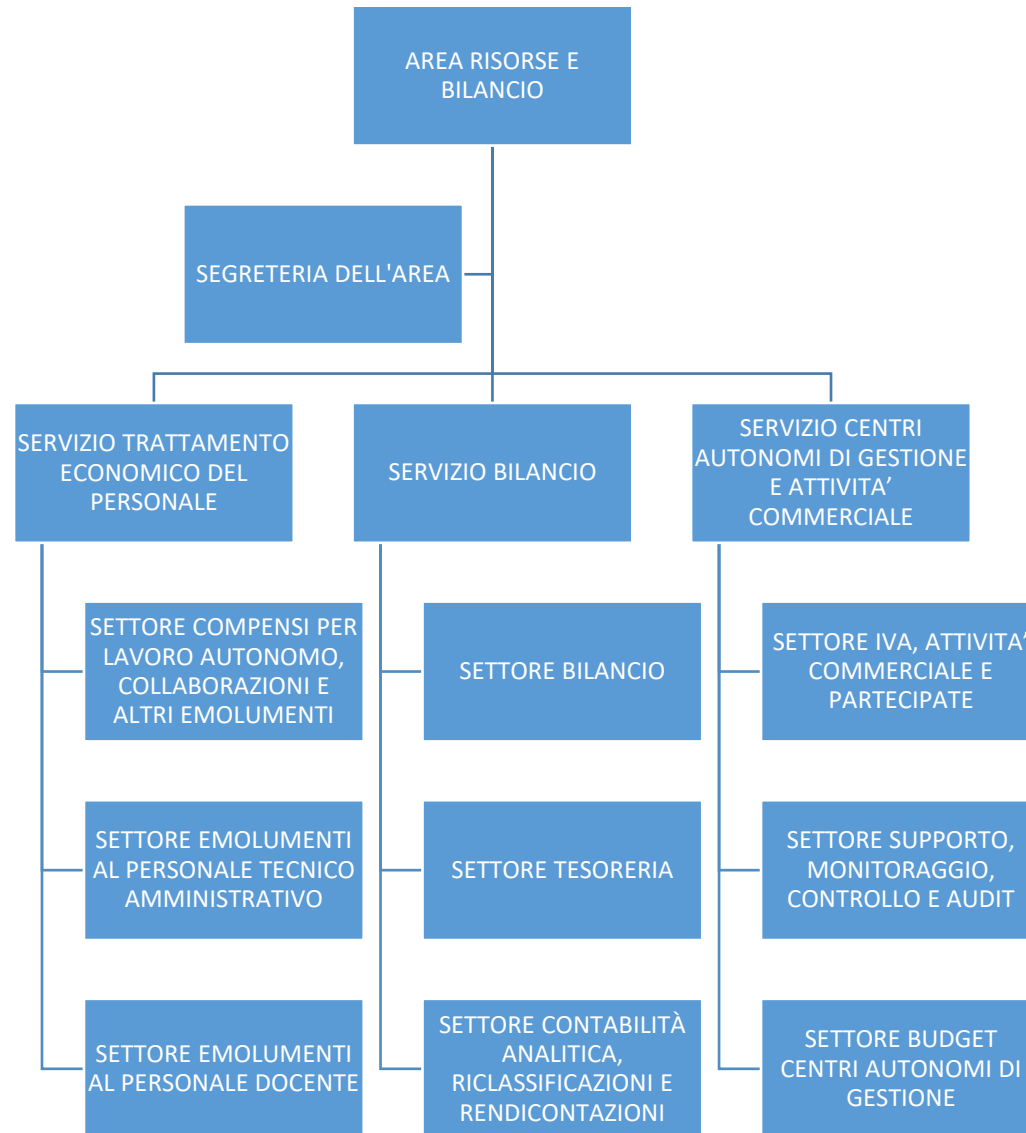 AREA RISORSE E
BILANCIO
SEGRETERIA DELL'AREA
SERVIZIO TRATTAMENTO
ECONOMICO DEL
PERSONALE
SERVIZIO BILANCIO
SERVIZIO CENTRI
AUTONOMI DI GESTIONE
E ATTIVITA’
COMMERCIALE
SETTORE COMPENSI PER
LAVORO AUTONOMO,
COLLABORAZIONI E
ALTRI EMOLUMENTI
SETTORE BILANCIO
SETTORE IVA, ATTIVITA’
COMMERCIALE E
PARTECIPATE
SETTORE EMOLUMENTI
AL PERSONALE TECNICO
AMMINISTRATIVO
SETTORE TESORERIA
SETTORE SUPPORTO,
MONITORAGGIO,
CONTROLLO E AUDIT
SETTORE EMOLUMENTI
AL PERSONALE DOCENTE
SETTORE CONTABILITÀ
ANALITICA,
RICLASSIFICAZIONI E
RENDICONTAZIONI
SETTORE BUDGET
CENTRI AUTONOMI DI
GESTIONE